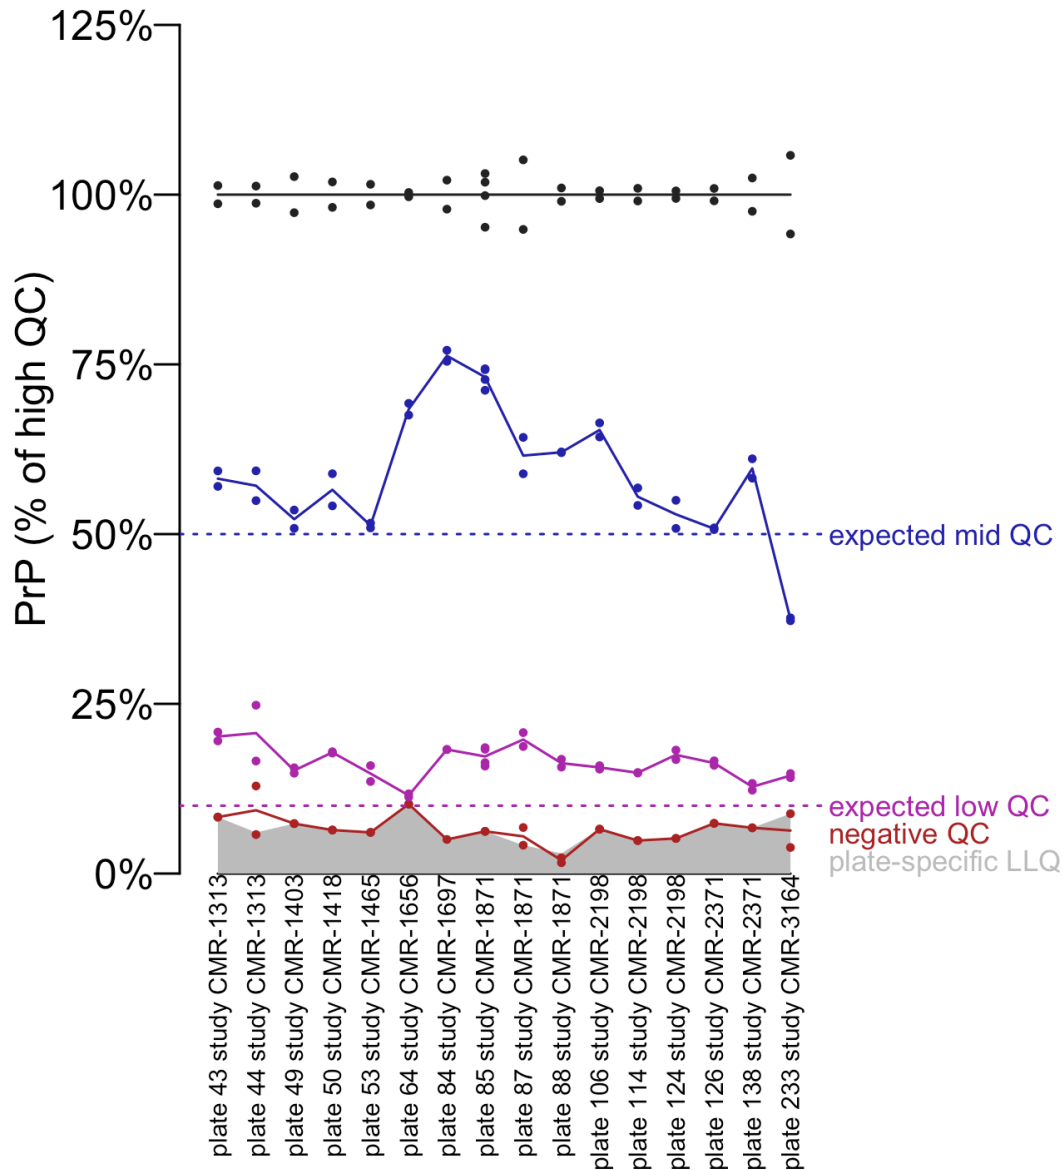 125%
100%
75%
50%
25%
0%
PrP (% of high QC)
expected mid QC
expected low QC
negative QC
plate-specific LLQ
plate 43 study CMR-1313
plate 44 study CMR-1313
plate 49 study CMR-1403
plate 50 study CMR-1418
plate 53 study CMR-1465
plate 64 study CMR-1656
plate 84 study CMR-1697
plate 85 study CMR-1871
plate 87 study CMR-1871
plate 88 study CMR-1871
plate 106 study CMR-2198
plate 114 study CMR-2198
plate 124 study CMR-2198
plate 126 study CMR-2371
plate 138 study CMR-2371
plate 233 study CMR-3164